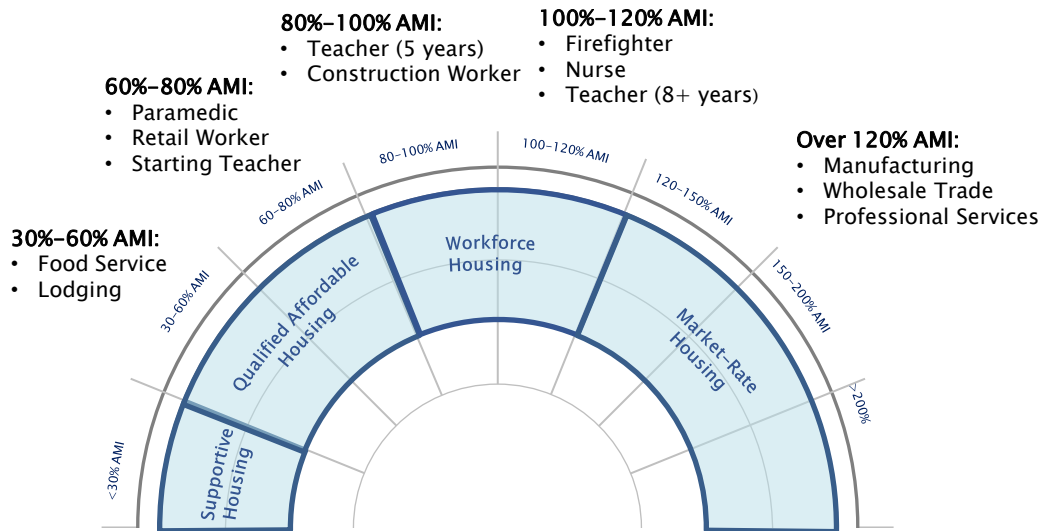 80%–100% AMI:
• Teacher (5 years)
• Construction Worker
100%–120% AMI:
• Firefighter
• Nurse
• Teacher (8+ years)
60%–80% AMI:
• Paramedic
• Retail Worker
• Starting Teacher
Over 120% AMI:
• Manufacturing
• Wholesale Trade
• Professional Services
30%–60% AMI:
• Food Service
• Lodging
<30% AMI
30–60% AMI
60–80% AMI
80–100% AMI
100–120% AMI
120–150% AMI
150–200% AMI
>200%
Supportive
Housing
Qualified Affordable
Housing
Workforce
Housing
Market–Rate
Housing